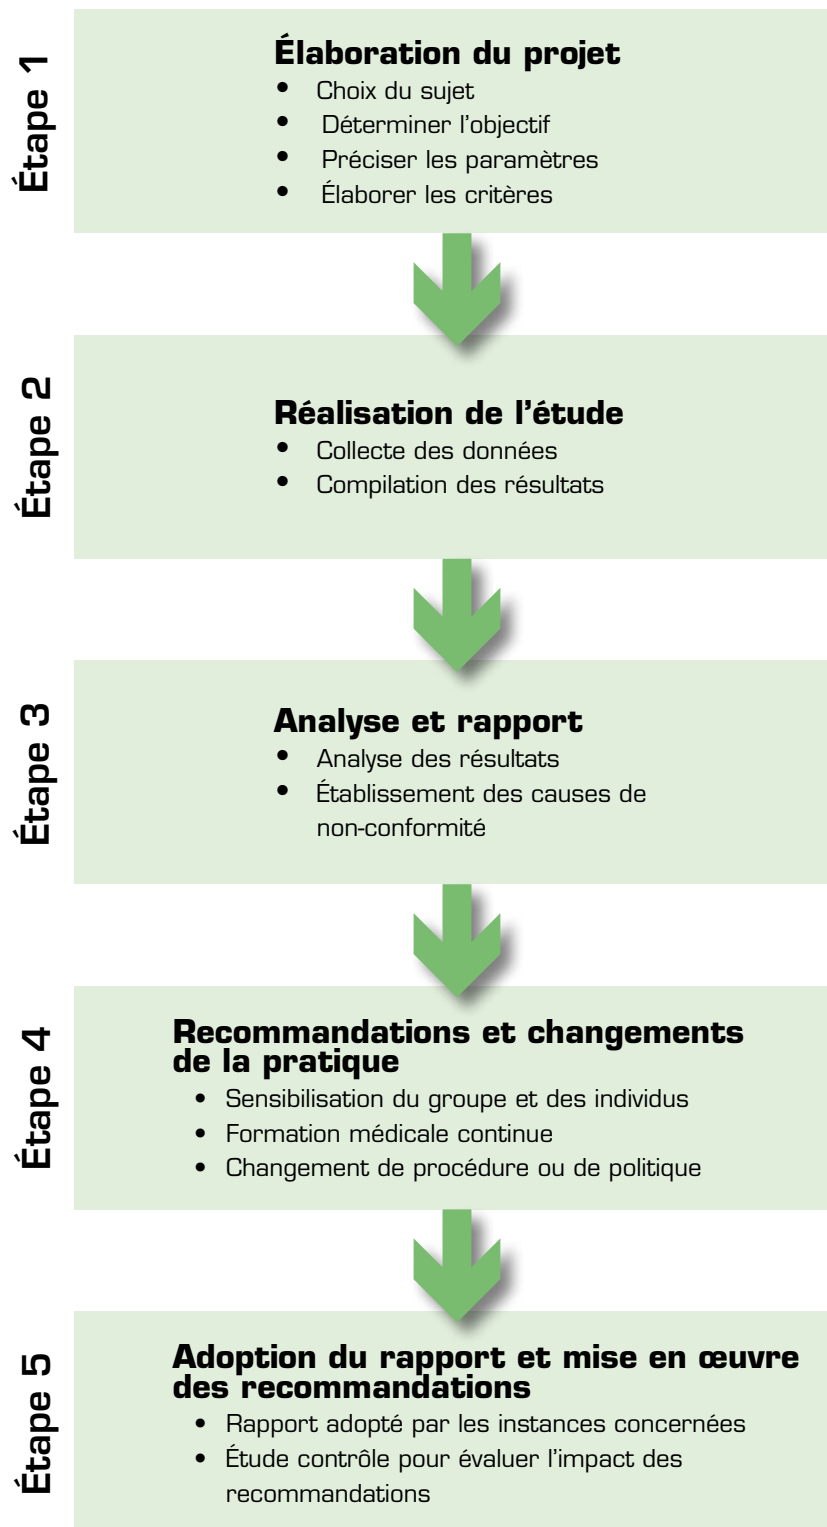 Étape 1
Élaboration du projet
• Choix du sujet
• Déterminer l’objectif
• Préciser les paramètres
• Élaborer les critères
Étape 2
Réalisation de l’étude
• Collecte des données
• Compilation des résultats
Étape 3
Analyse et rapport
• Analyse des résultats
• Établissement des causes de
non-conformité
Étape 4
Recommandations et changements
de la pratique
• Sensibilisation du groupe et des individus
• Formation médicale continue
• Changement de procédure ou de politique
Étape 5
Adoption du rapport et mise en œuvre
des recommandations
• Rapport adopté par les instances concernées
• Étude contrôle pour évaluer l’impact des
recommandations